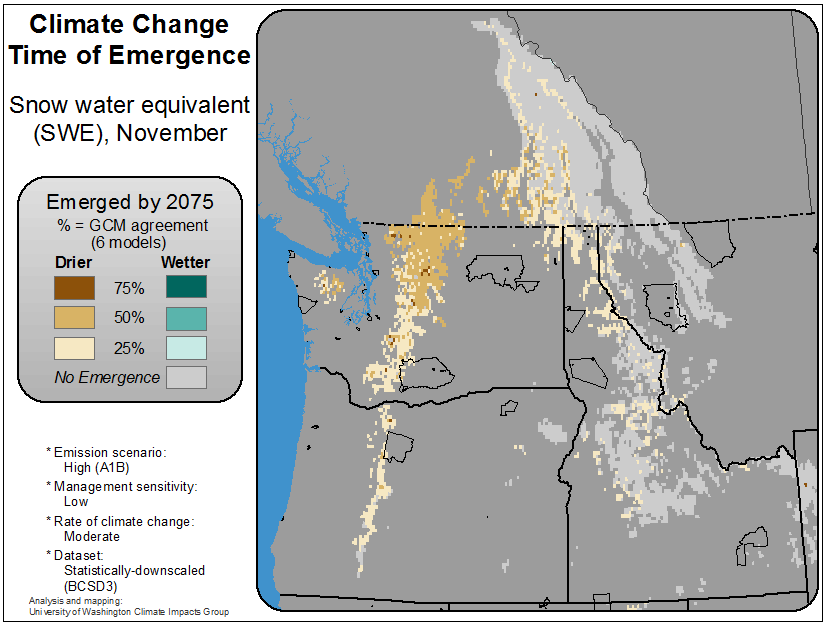 Climate Change
Time of Emergence
Snow water equivalent
(SWE), November
Emerged by 2075
% = GCM agreement
(6 models)
Drier Wetter
75%
50%
25%
No Emergence
* Emission scenario:
High (A1B)
* Management sensitivity:
Low
* Rate of climate change:
Moderate
* Dataset:
Statistically-downscaled
(BCSD3)
Analysis and mapping:
University of Washington Climate Impacts Group